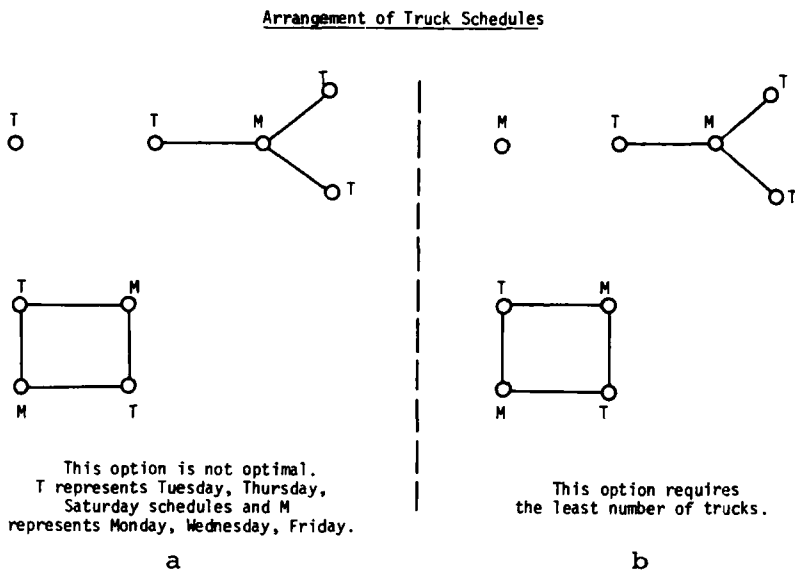 Arrangement of Truck Schedules
T
T
M
T
T
T
M
M
T
This option is not optimal.
T represents Tuesday, Thursday,
Saturday schedules and M
represents Monday, Wednesday, Friday.
a
M
T
M
T
T
T
M
M
T
This option requires
the least number of trucks.
b